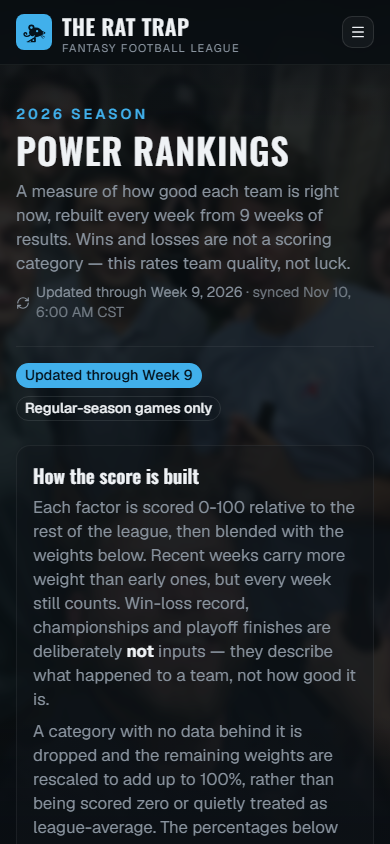 THE RAT TRAP
FANTASY FOOTBALL LEAGUE
2026 SEASON
POWER RANKINGS
A measure of how good each team is right
now, rebuilt every week from 9 weeks of
results. Wins and losses are not a scoring
category — this rates team quality, not luck.
Updated through Week 9, 2026 · synced Nov 10,
6:00 AM CST
Updated through Week 9
Regular-season games only
How the score is built
Each factor is scored 0-100 relative to the
rest of the league, then blended with the
weights below. Recent weeks carry more
weight than early ones, but every week
still counts. Win-loss record,
championships and playoff finishes are
deliberately not inputs — they describe
what happened to a team, not how good it
is.
A category with no data behind it is
dropped and the remaining weights are
rescaled to add up to 100%, rather than
being scored zero or quietly treated as
league-average. The percentages below